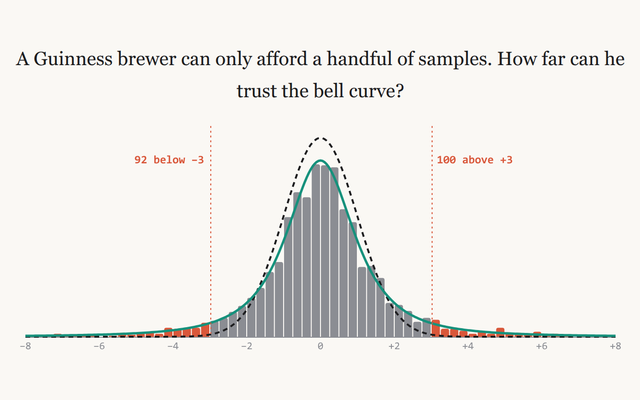 A Guinness brewer can only afford a handful of samples. How far can he
trust the bell curve?
92 below −3
100 above +3
−8 −6 −4 −2 0 +2 +4 +6 +8